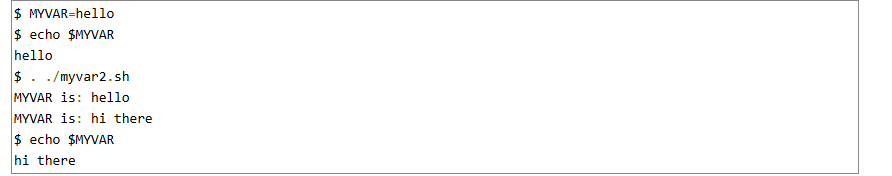 $ MYVAR=hello
$ echo $MYVAR
hello
$ . ./myvar2.sh
MYVAR is: hello
MYVAR is: hi there
$ echo $MYVAR
hi there